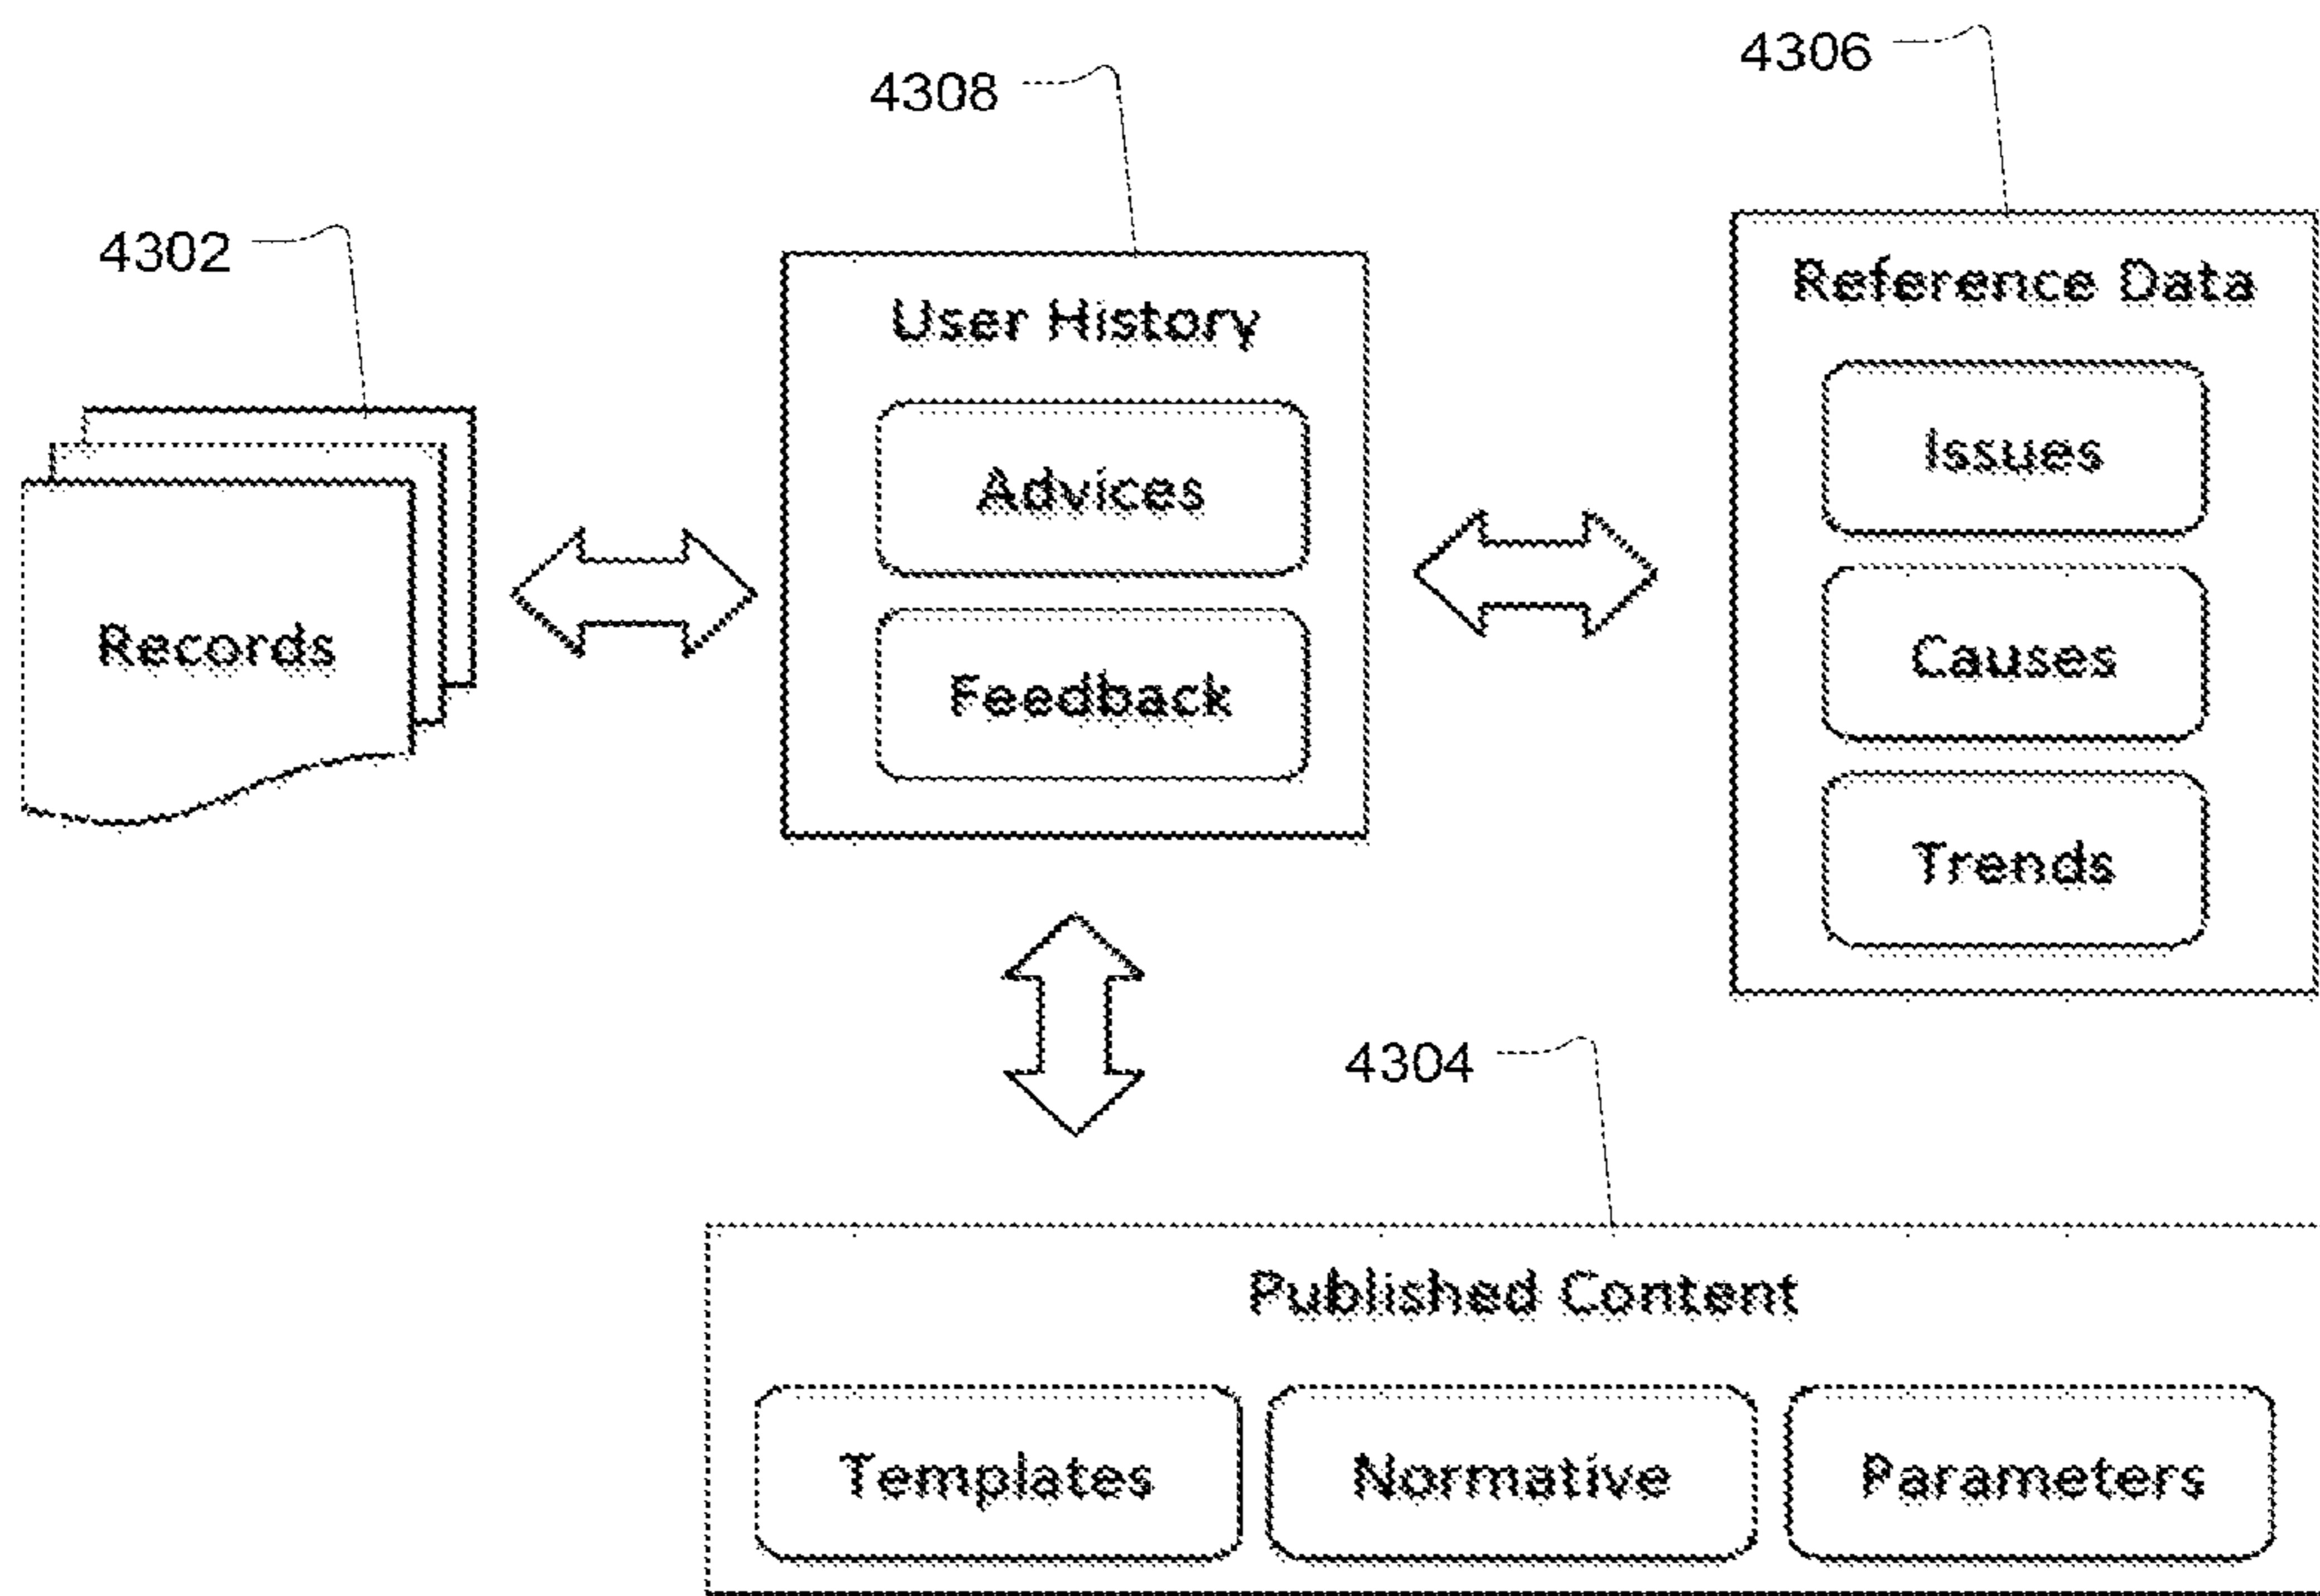 4306
4308
4302
Reference Data
User History
Issues
Advices
Records
Causes
Feedback
Trends
4304
Published Content
Templates Normative Parameters